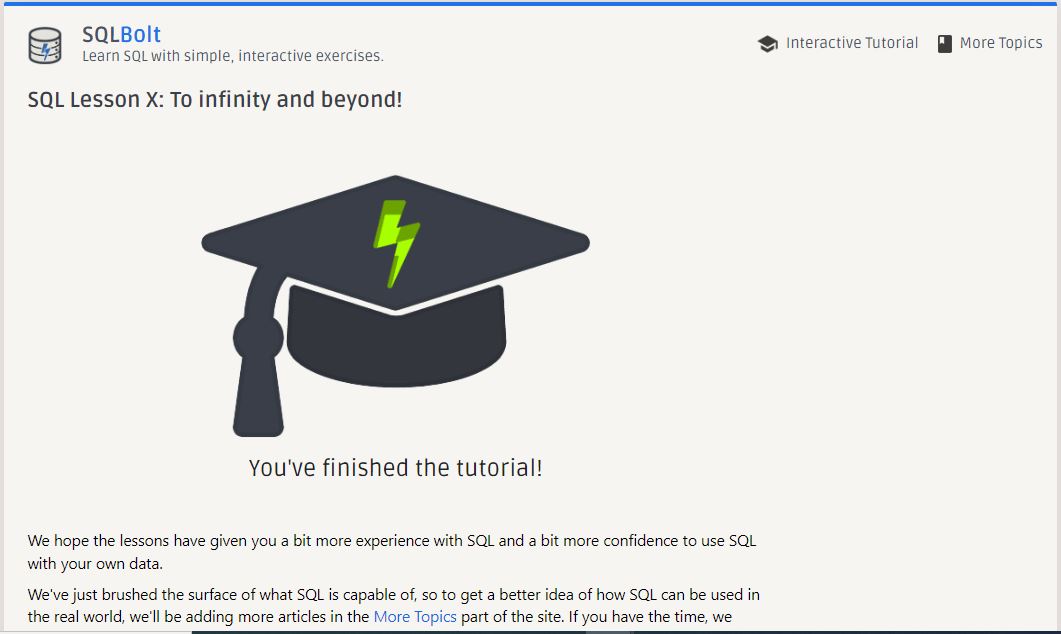 SQLBolt
Learn SQL with simple, interactive exercises.
Interactive Tutorial
More Topics
SQL Lesson X: To infinity and beyond!
You've finished the tutorial!
We hope the lessons have given you a bit more experience with SQL and a bit more confidence to use SQL
with your own data.
We've just brushed the surface of what SQL is capable of, so to get a better idea of how SQL can be used in
the real world, we'll be adding more articles in the More Topics part of the site. If you have the time, we